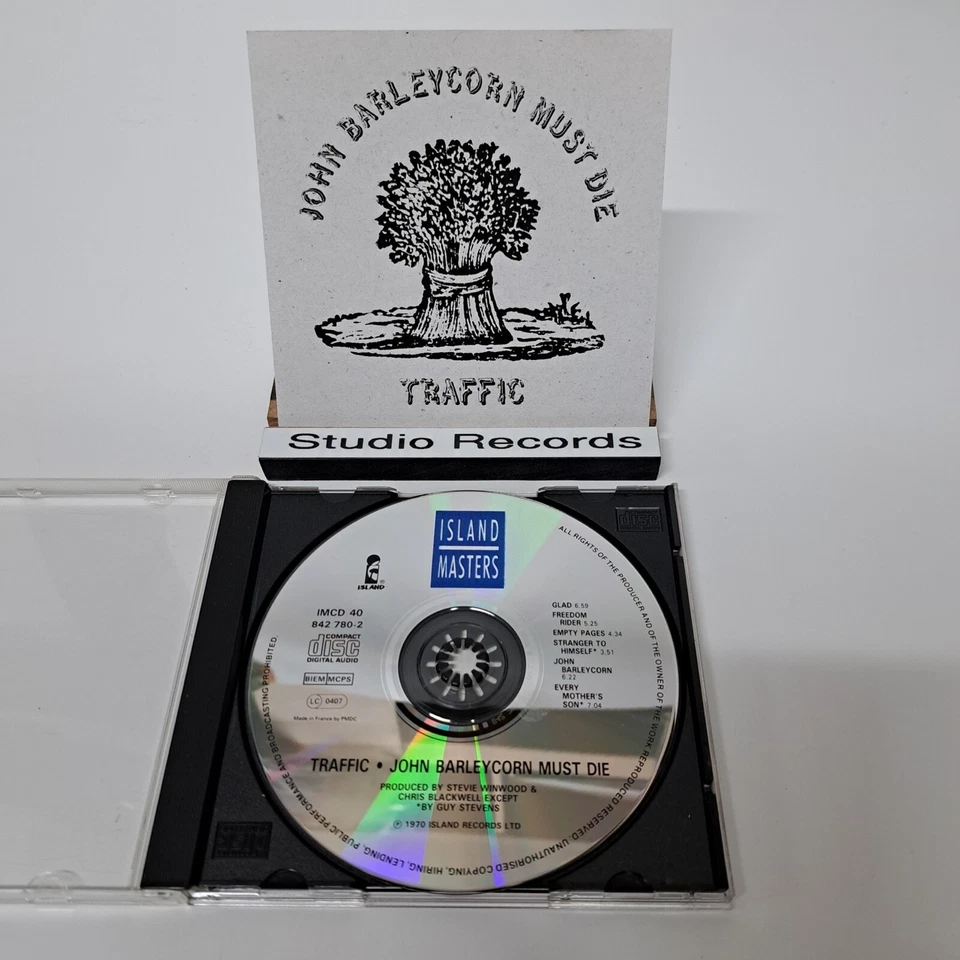 JOHN BARLEYCORN MUST DIE
TRAFFIC
Studio Records
ISLAND
MASTERS
ISLAND ®
IMCD 40
842 780-2
COMPACT
disc
DIGITAL AUDIO
BIEM MCPS
LC 0407
Made in France by PMDC
GLAD 6.59
FREEDOM
RIDER 5.25
EMPTY PAGES 4.34
STRANGER TO
HIMSELF* 3.51
JOHN
BARLEYCORN
6.22
EVERY
MOTHER'S
SON* 7.04
TRAFFIC • JOHN BARLEYCORN MUST DIE
PRODUCED BY STEVIE WINWOOD &
CHRIS BLACKWELL EXCEPT
*BY GUY STEVENS
℗ 1970 ISLAND RECORDS LTD
ALL RIGHTS OF THE PRODUCER AND OF THE OWNER OF THE WORK REPRODUCED RESERVED. UNAUTHORISED COPYING, HIRING, LENDING, PUBLIC PERFORMANCE AND BROADCASTING PROHIBITED.
disc